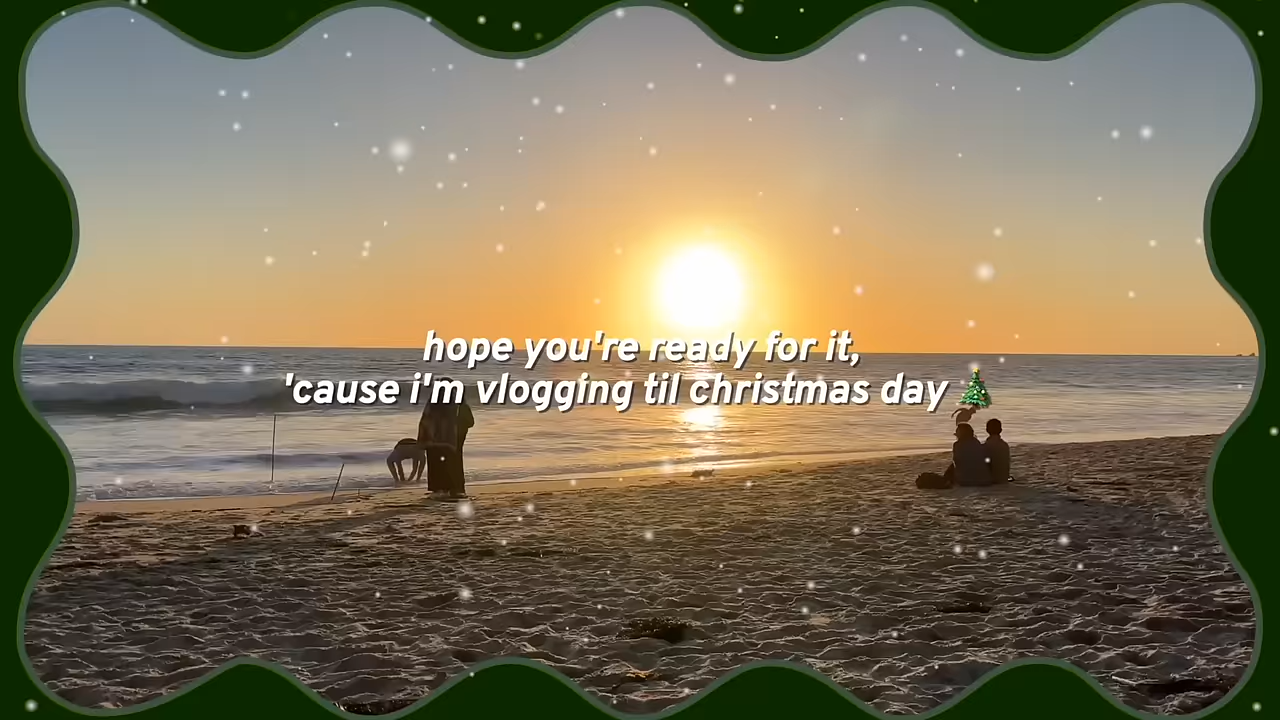 hope you're ready for it,
'cause i'm vlogging til christmas day 🎄